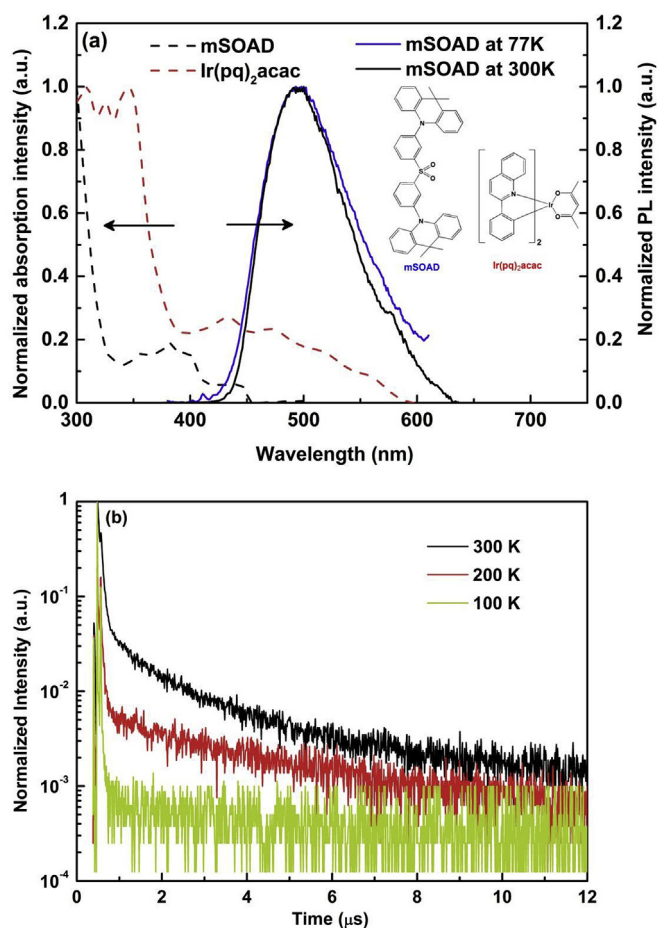 (a)
mSOAD
Ir(pq)₂acac
mSOAD at 77K
mSOAD at 300K
Normalized absorption intensity (a.u.)
1.0
0.8
0.6
0.4
0.2
0.0
Normalized PL intensity (a.u.)
1.0
0.8
0.6
0.4
0.2
0.0
N
O
S
O
N
mSOAD
N
Ir
O
O
2
Ir(pq)₂acac
300 400 500 600 700
Wavelength (nm)
(b)
300 K
200 K
100 K
Normalized Intensity (a.u.)
1
10⁻¹
10⁻²
10⁻³
10⁻⁴
0 2 4 6 8 10 12
Time (μs)